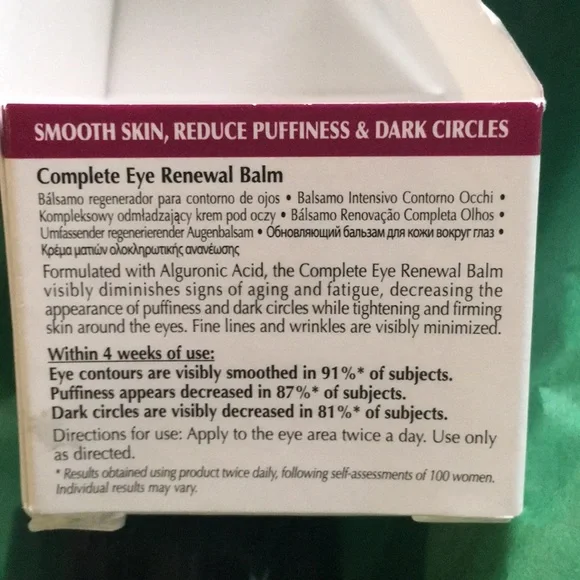 SMOOTH SKIN, REDUCE PUFFINESS & DARK CIRCLES
Complete Eye Renewal Balm
Bálsamo regenerador para contorno de ojos • Balsamo Intensivo Contorno Occhi •
Kompleksowy odmładzający krem pod oczy • Bálsamo Renovação Completa Olhos •
Umfassender regenerierender Augenbalsam • Обновляющий бальзам для кожи вокруг глаз •
Κρέμα ματιών ολοκληρωτικής ανανέωσης
Formulated with Alguronic Acid, the Complete Eye Renewal Balm
visibly diminishes signs of aging and fatigue, decreasing the
appearance of puffiness and dark circles while tightening and firming
skin around the eyes. Fine lines and wrinkles are visibly minimized.
Within 4 weeks of use:
Eye contours are visibly smoothed in 91%* of subjects.
Puffiness appears decreased in 87%* of subjects.
Dark circles are visibly decreased in 81%* of subjects.
Directions for use: Apply to the eye area twice a day. Use only
as directed.
* Results obtained using product twice daily, following self-assessments of 100 women.
Individual results may vary.